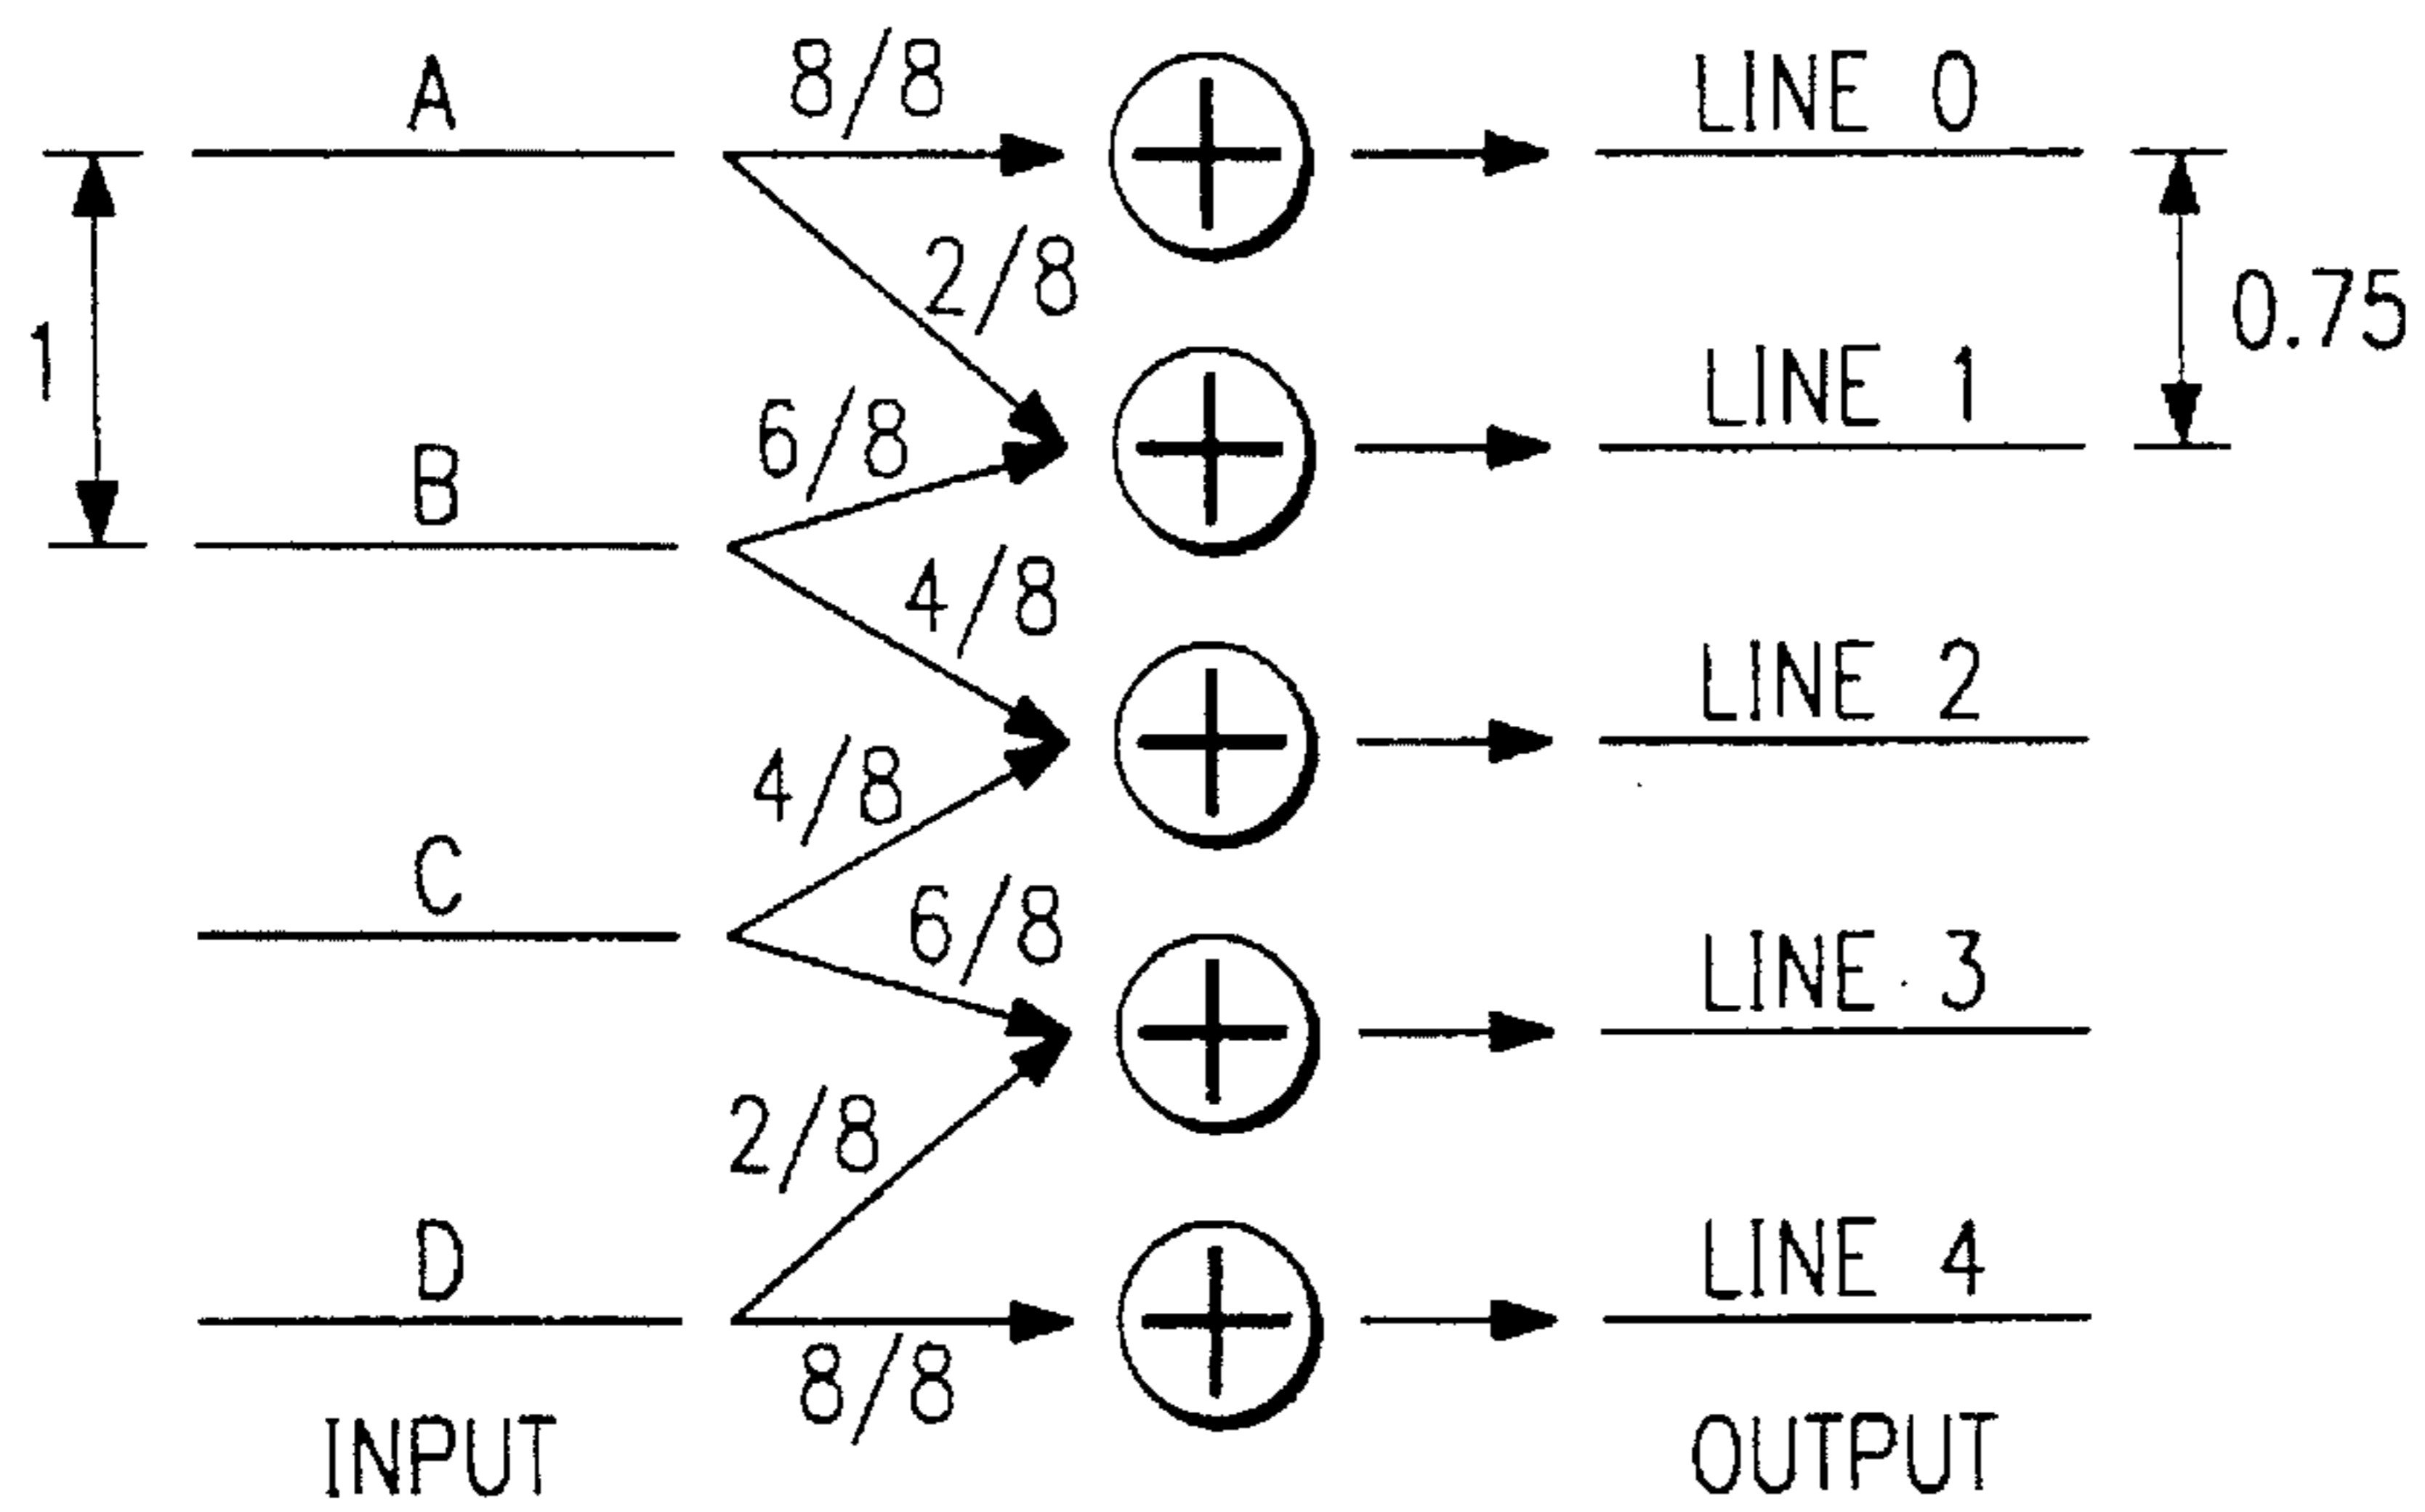 A 8/8 LINE 0
2/8 0.75
1 6/8 LINE 1
B
4/8 LINE 2
4/8
C 6/8 LINE 3
2/8
D LINE 4
8/8
INPUT OUTPUT